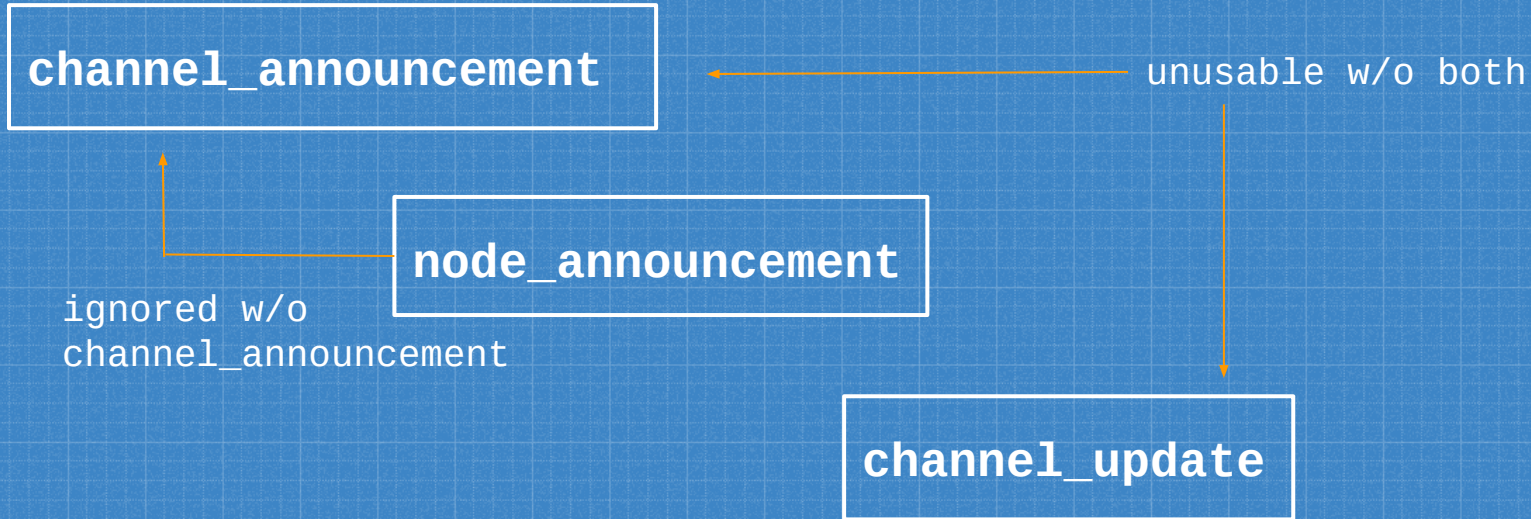 channel_announcement
unusable w/o both
node_announcement
ignored w/o
channel_announcement
channel_update